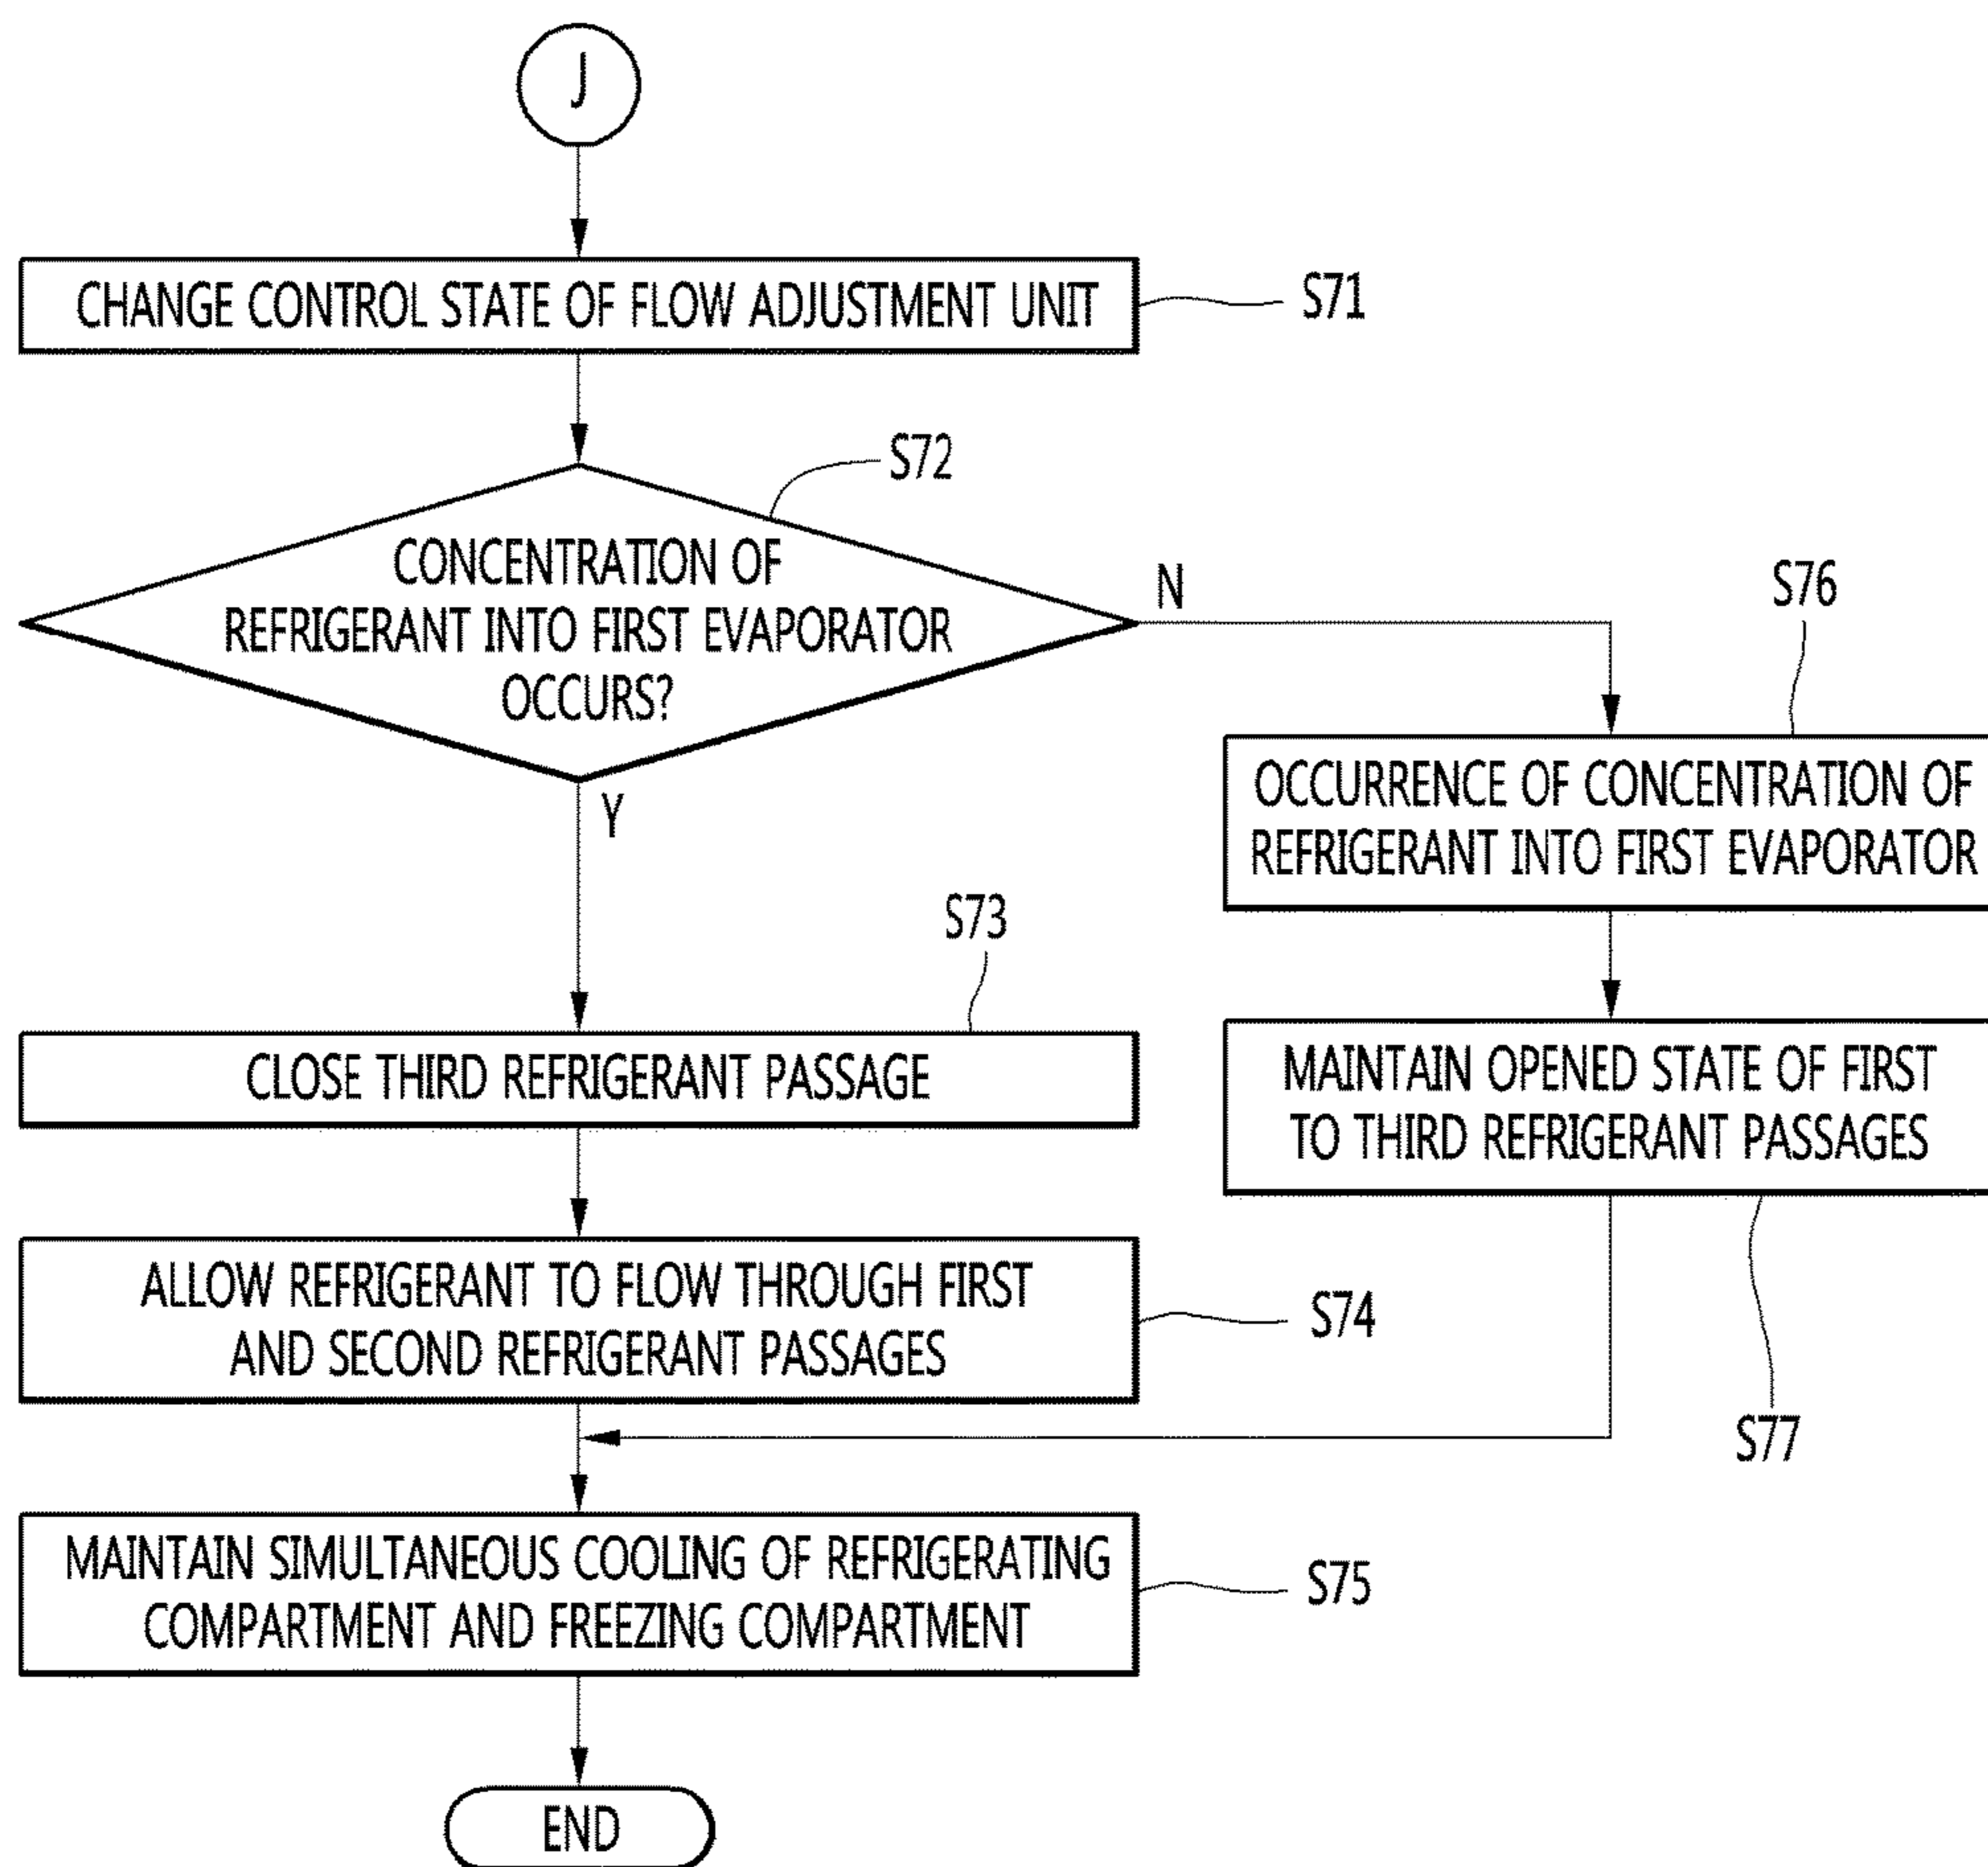 J
CHANGE CONTROL STATE OF FLOW ADJUSTMENT UNIT
S71
S72
CONCENTRATION OF
REFRIGERANT INTO FIRST EVAPORATOR
OCCURS?
N
Y
S76
OCCURRENCE OF CONCENTRATION OF
REFRIGERANT INTO FIRST EVAPORATOR
S73
CLOSE THIRD REFRIGERANT PASSAGE
MAINTAIN OPENED STATE OF FIRST
TO THIRD REFRIGERANT PASSAGES
S77
ALLOW REFRIGERANT TO FLOW THROUGH FIRST
AND SECOND REFRIGERANT PASSAGES
S74
MAINTAIN SIMULTANEOUS COOLING OF REFRIGERATING
COMPARTMENT AND FREEZING COMPARTMENT
S75
END